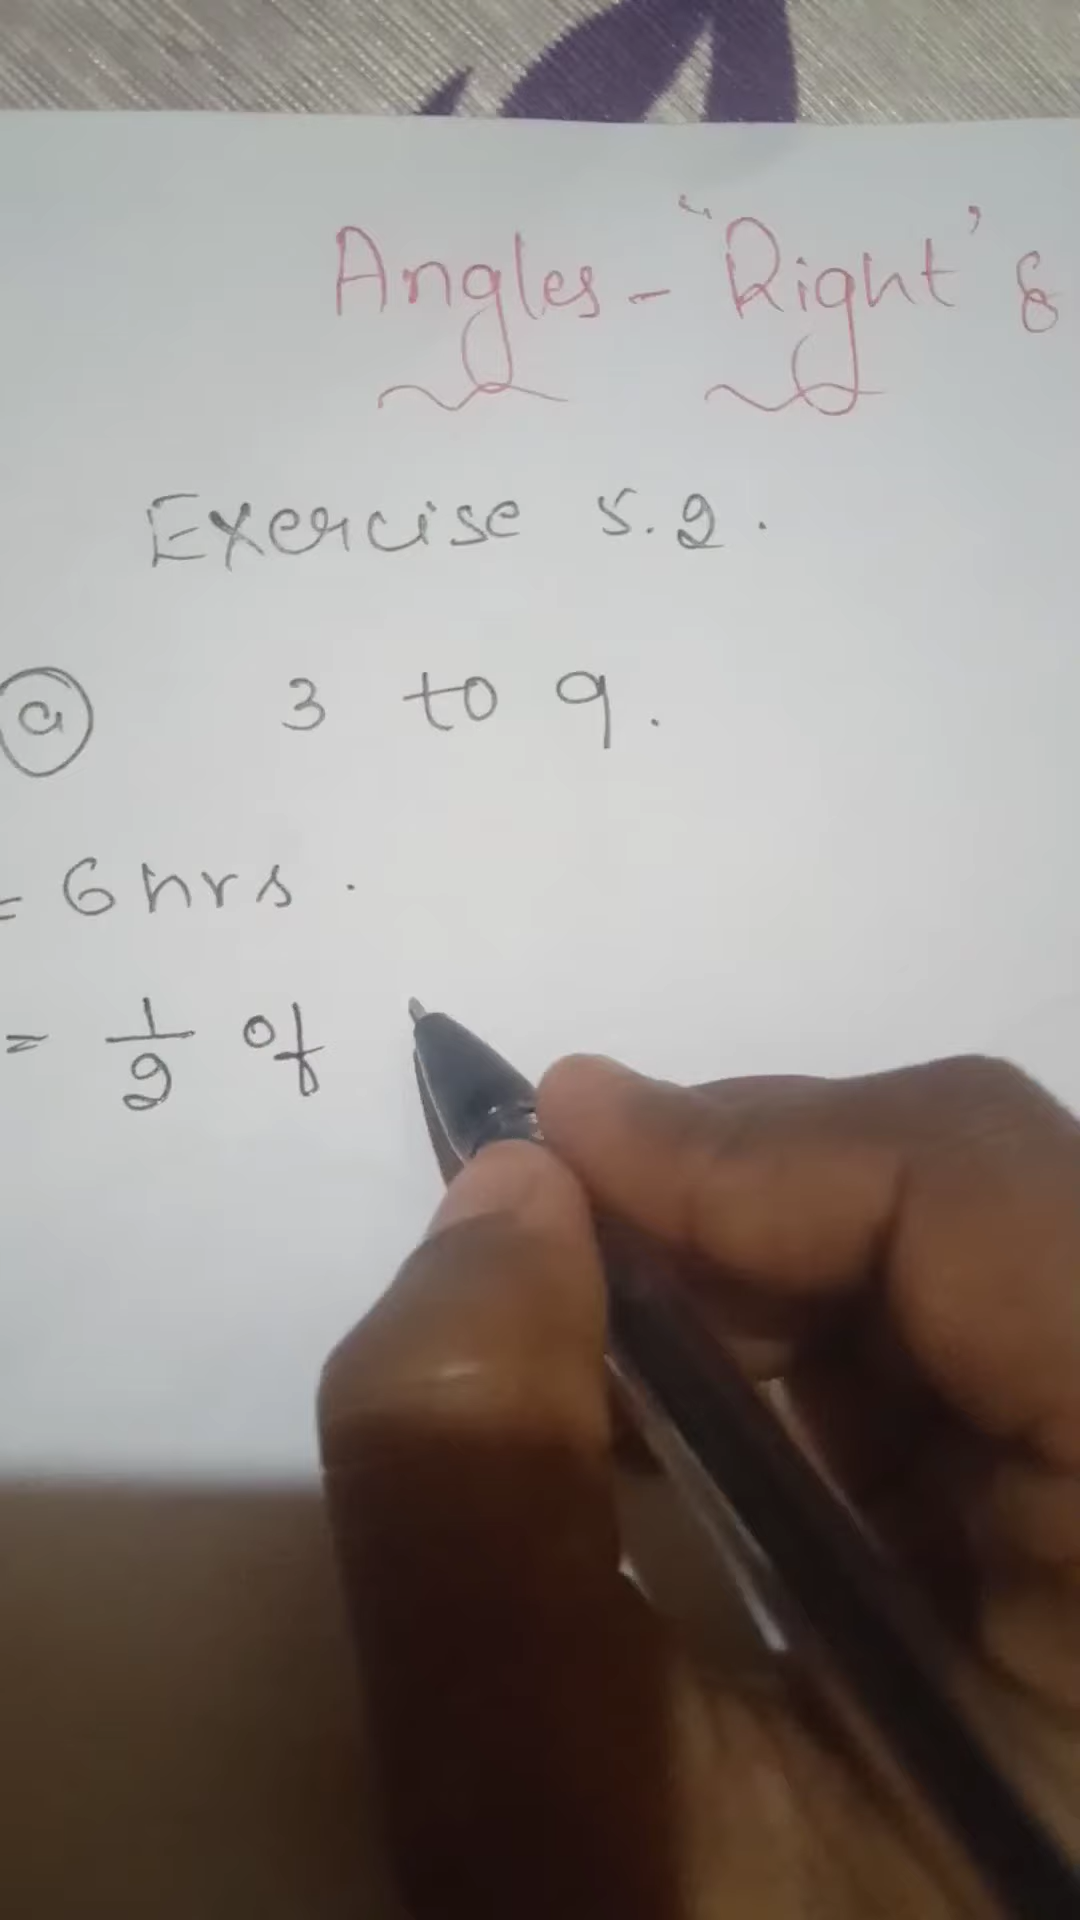 Angles - "Right" &
Exercise 5.2.
a 3 to 9.
= 6 hrs.
= 1/2 of